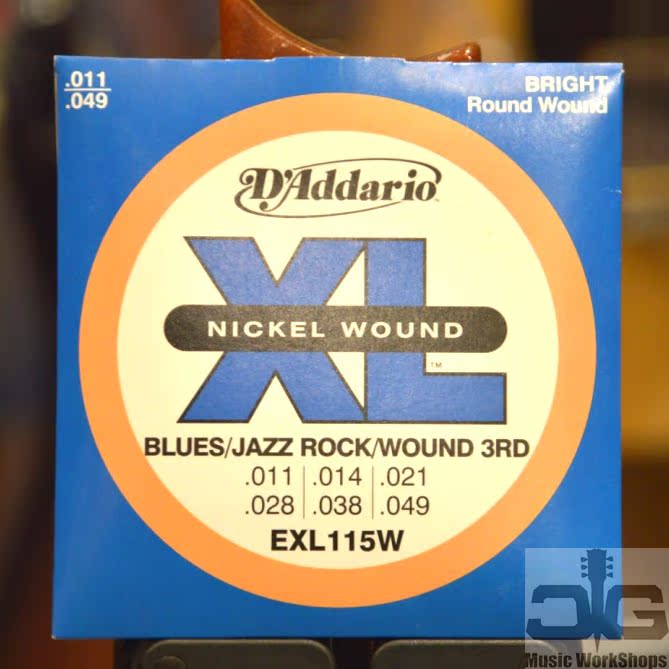 .011
.049
BRIGHT
Round Wound
D'Addario
XL
NICKEL WOUND
TM
BLUES/JAZZ ROCK/WOUND 3RD
.011 .014 .021
.028 .038 .049
EXL115W
Music WorkShops